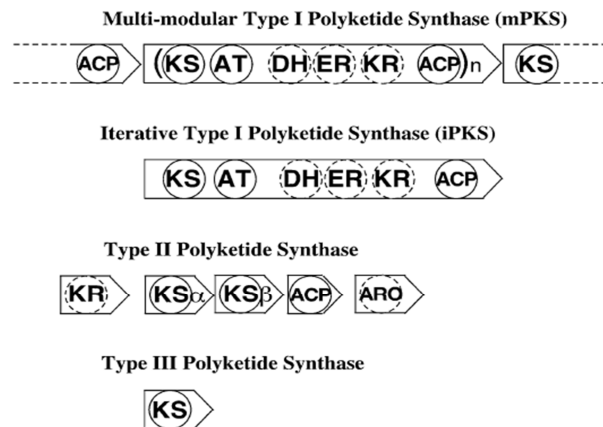 Multi-modular Type I Polyketide Synthase (mPKS)
ACP (KS AT DH ER KR ACP)n KS
Iterative Type I Polyketide Synthase (iPKS)
KS AT DH ER KR ACP
Type II Polyketide Synthase
KR KSα KSβ ACP ARO
Type III Polyketide Synthase
KS